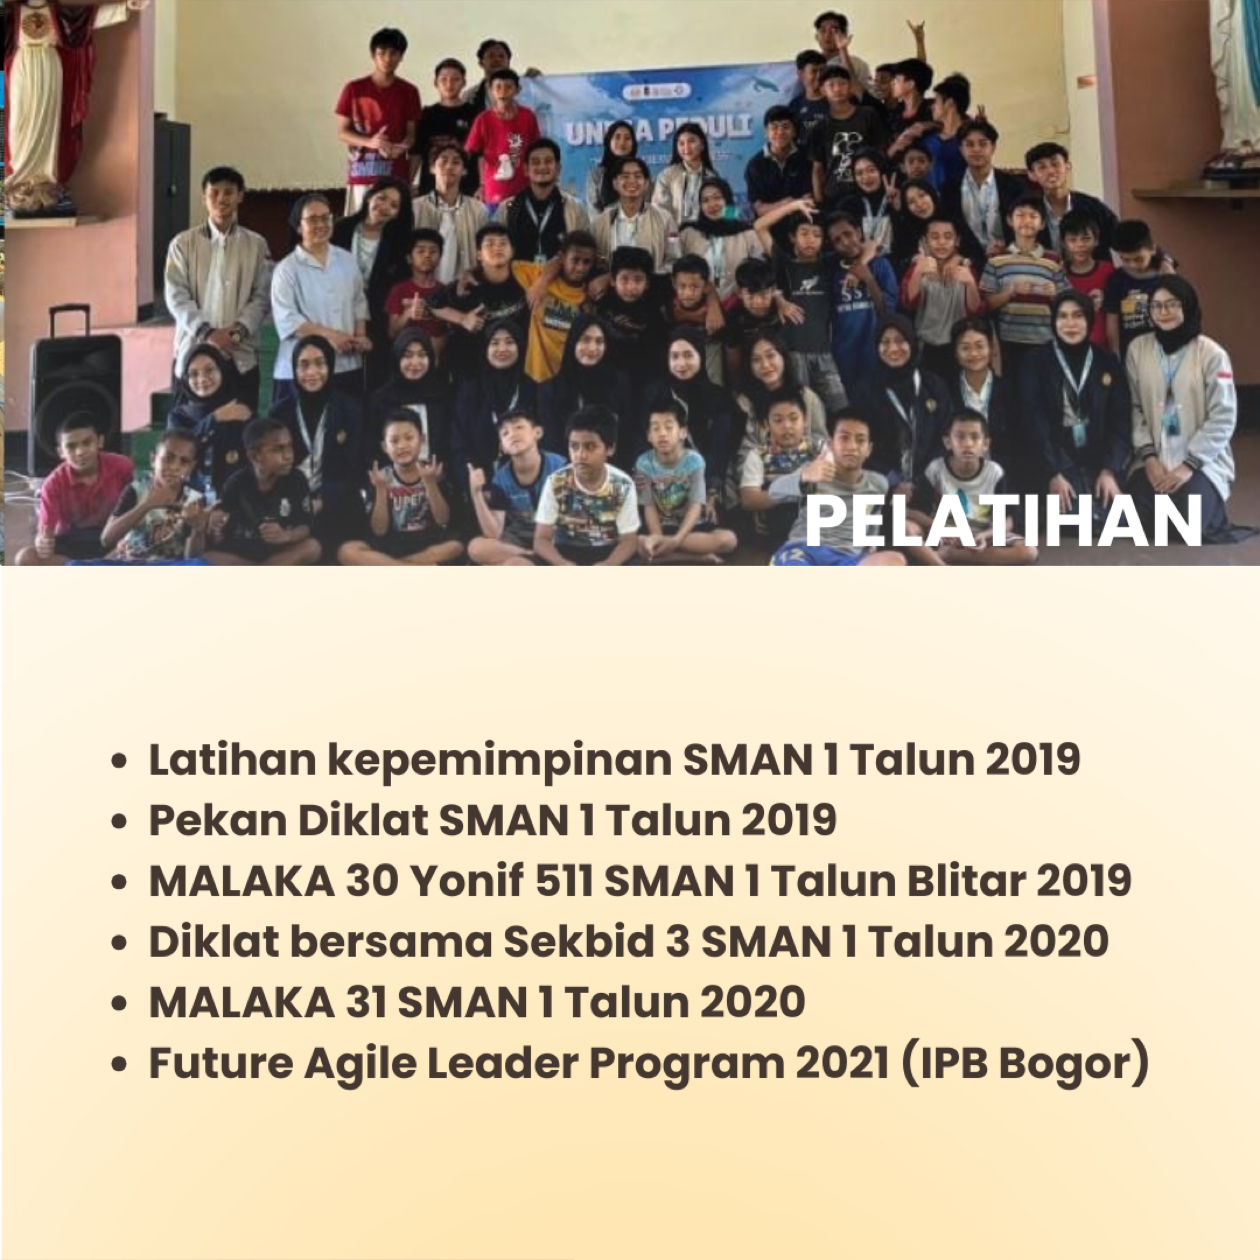 PEDULI
PELATIHAN
• Latihan kepemimpinan SMAN 1 Talun 2019
• Pekan Diklat SMAN 1 Talun 2019
• MALAKA 30 Yonif 511 SMAN 1 Talun Blitar 2019
• Diklat bersama Sekbid 3 SMAN 1 Talun 2020
• MALAKA 31 SMAN 1 Talun 2020
• Future Agile Leader Program 2021 (IPB Bogor)